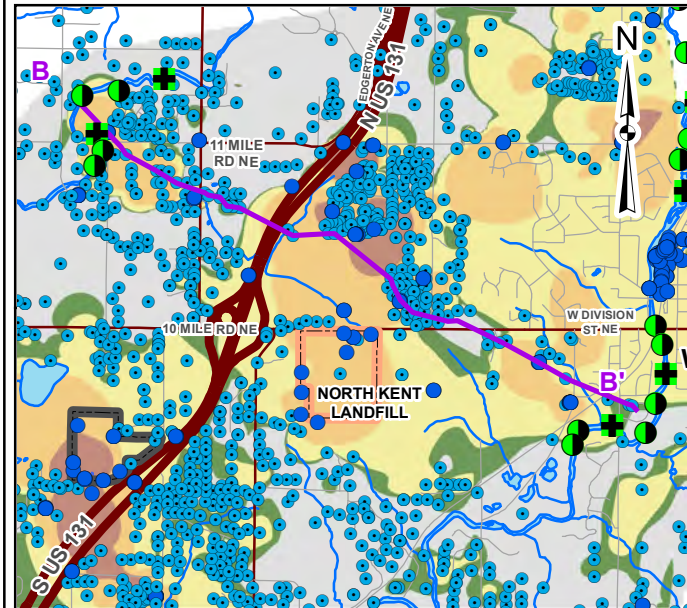 B
EDGERTON AVE NE
N US 131
N
11 MILE
RD NE
10 MILE RD NE
W DIVISION
ST NE
B'
NORTH KENT
LANDFILL
S US 131